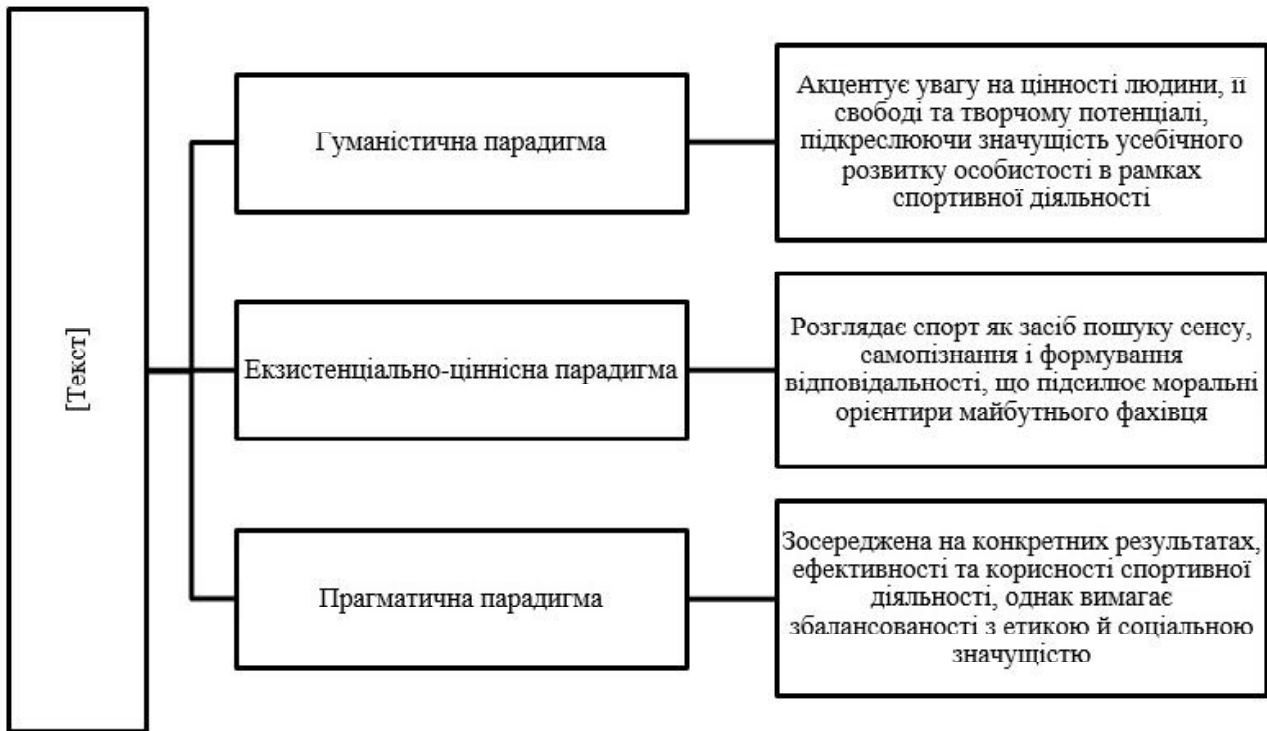 [Текст]
Гуманістична парадигма
Акцентує увагу на цінності людини, її
свободі та творчому потенціалі,
підкреслюючи значущість усебічного
розвитку особистості в рамках
спортивної діяльності
Екзистенціально-ціннісна парадигма
Розглядає спорт як засіб пошуку сенсу,
самопізнання і формування
відповідальності, що підсилює моральні
орієнтири майбутнього фахівця
Прагматична парадигма
Зосереджена на конкретних результатах,
ефективності та корисності спортивної
діяльності, однак вимагає
збалансованості з етикою й соціальною
значущістю